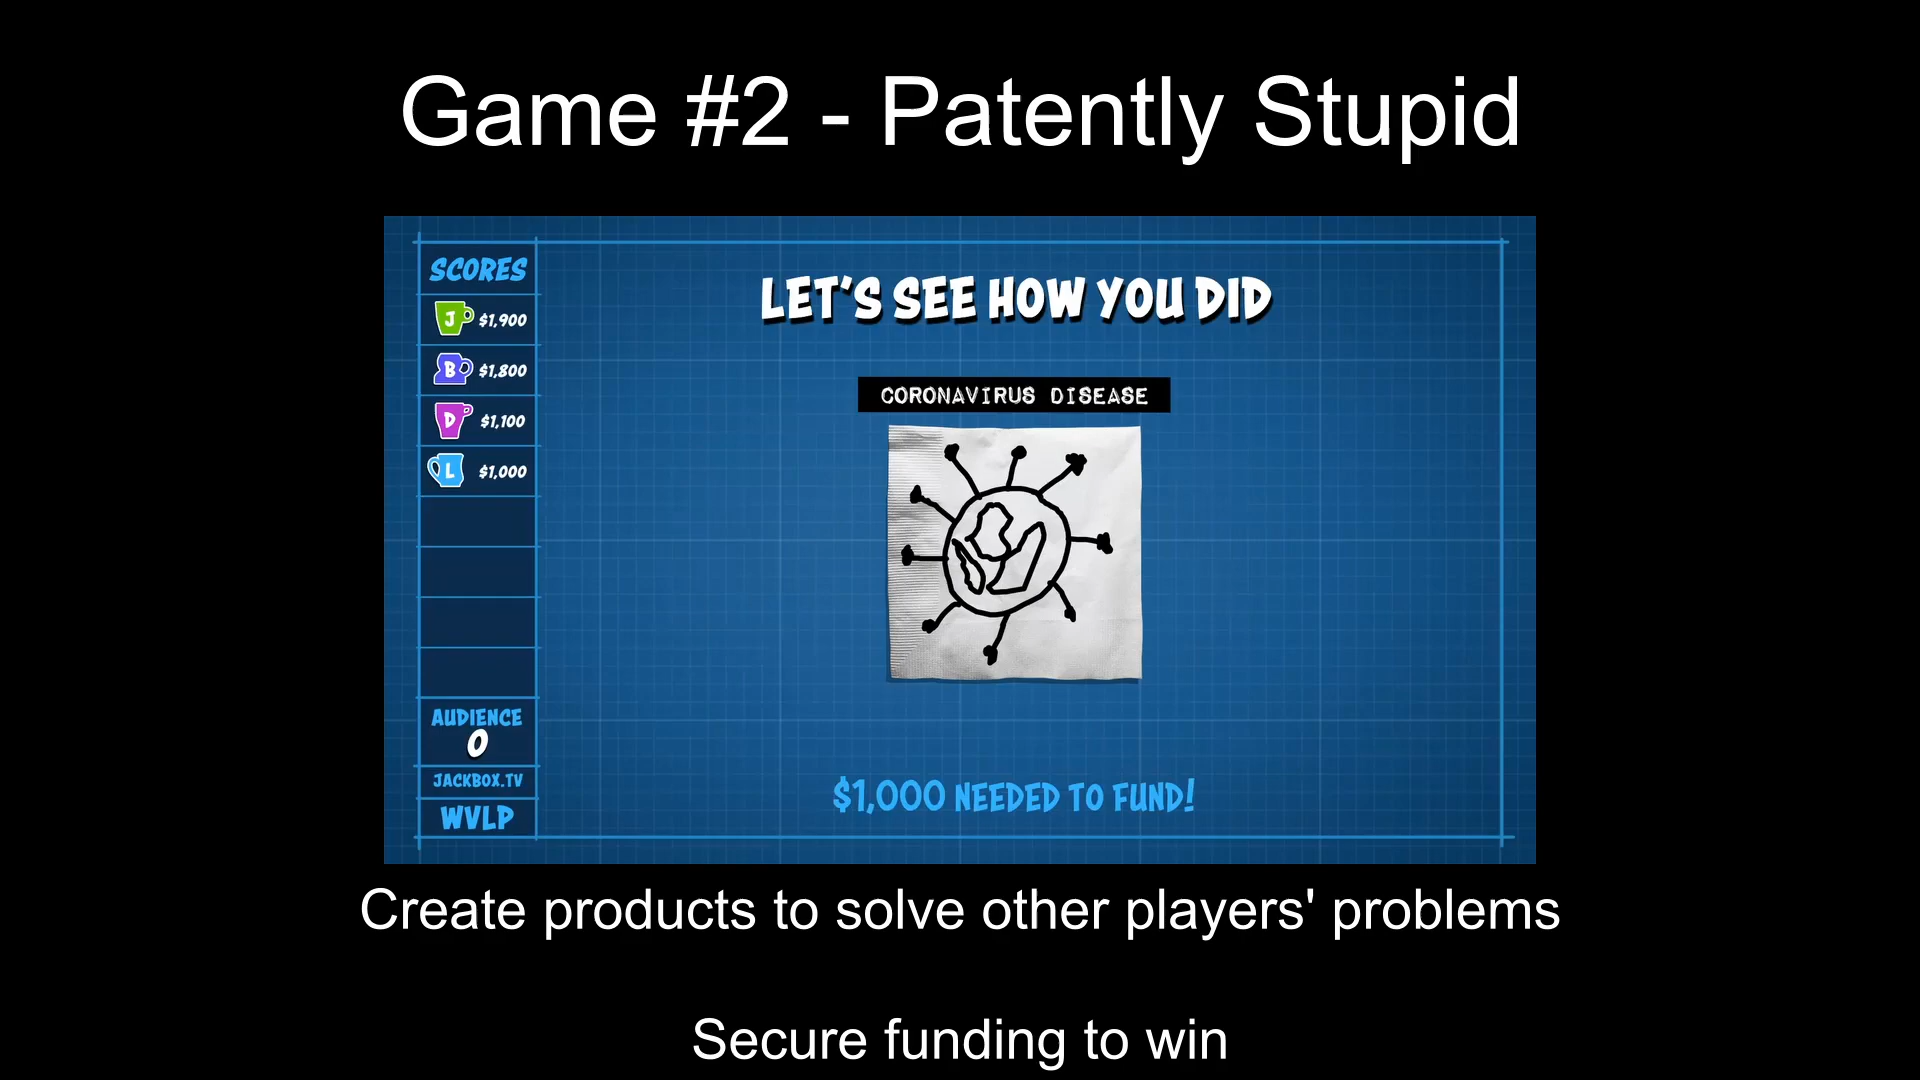 Game #2 - Patently Stupid
SCORES
J $1,900
B $1,800
D $1,100
L $1,000
AUDIENCE
0
JACKBOX.TV
WVLP
LET'S SEE HOW YOU DID
CORONAVIRUS DISEASE
$1,000 NEEDED TO FUND!
Create products to solve other players' problems
Secure funding to win